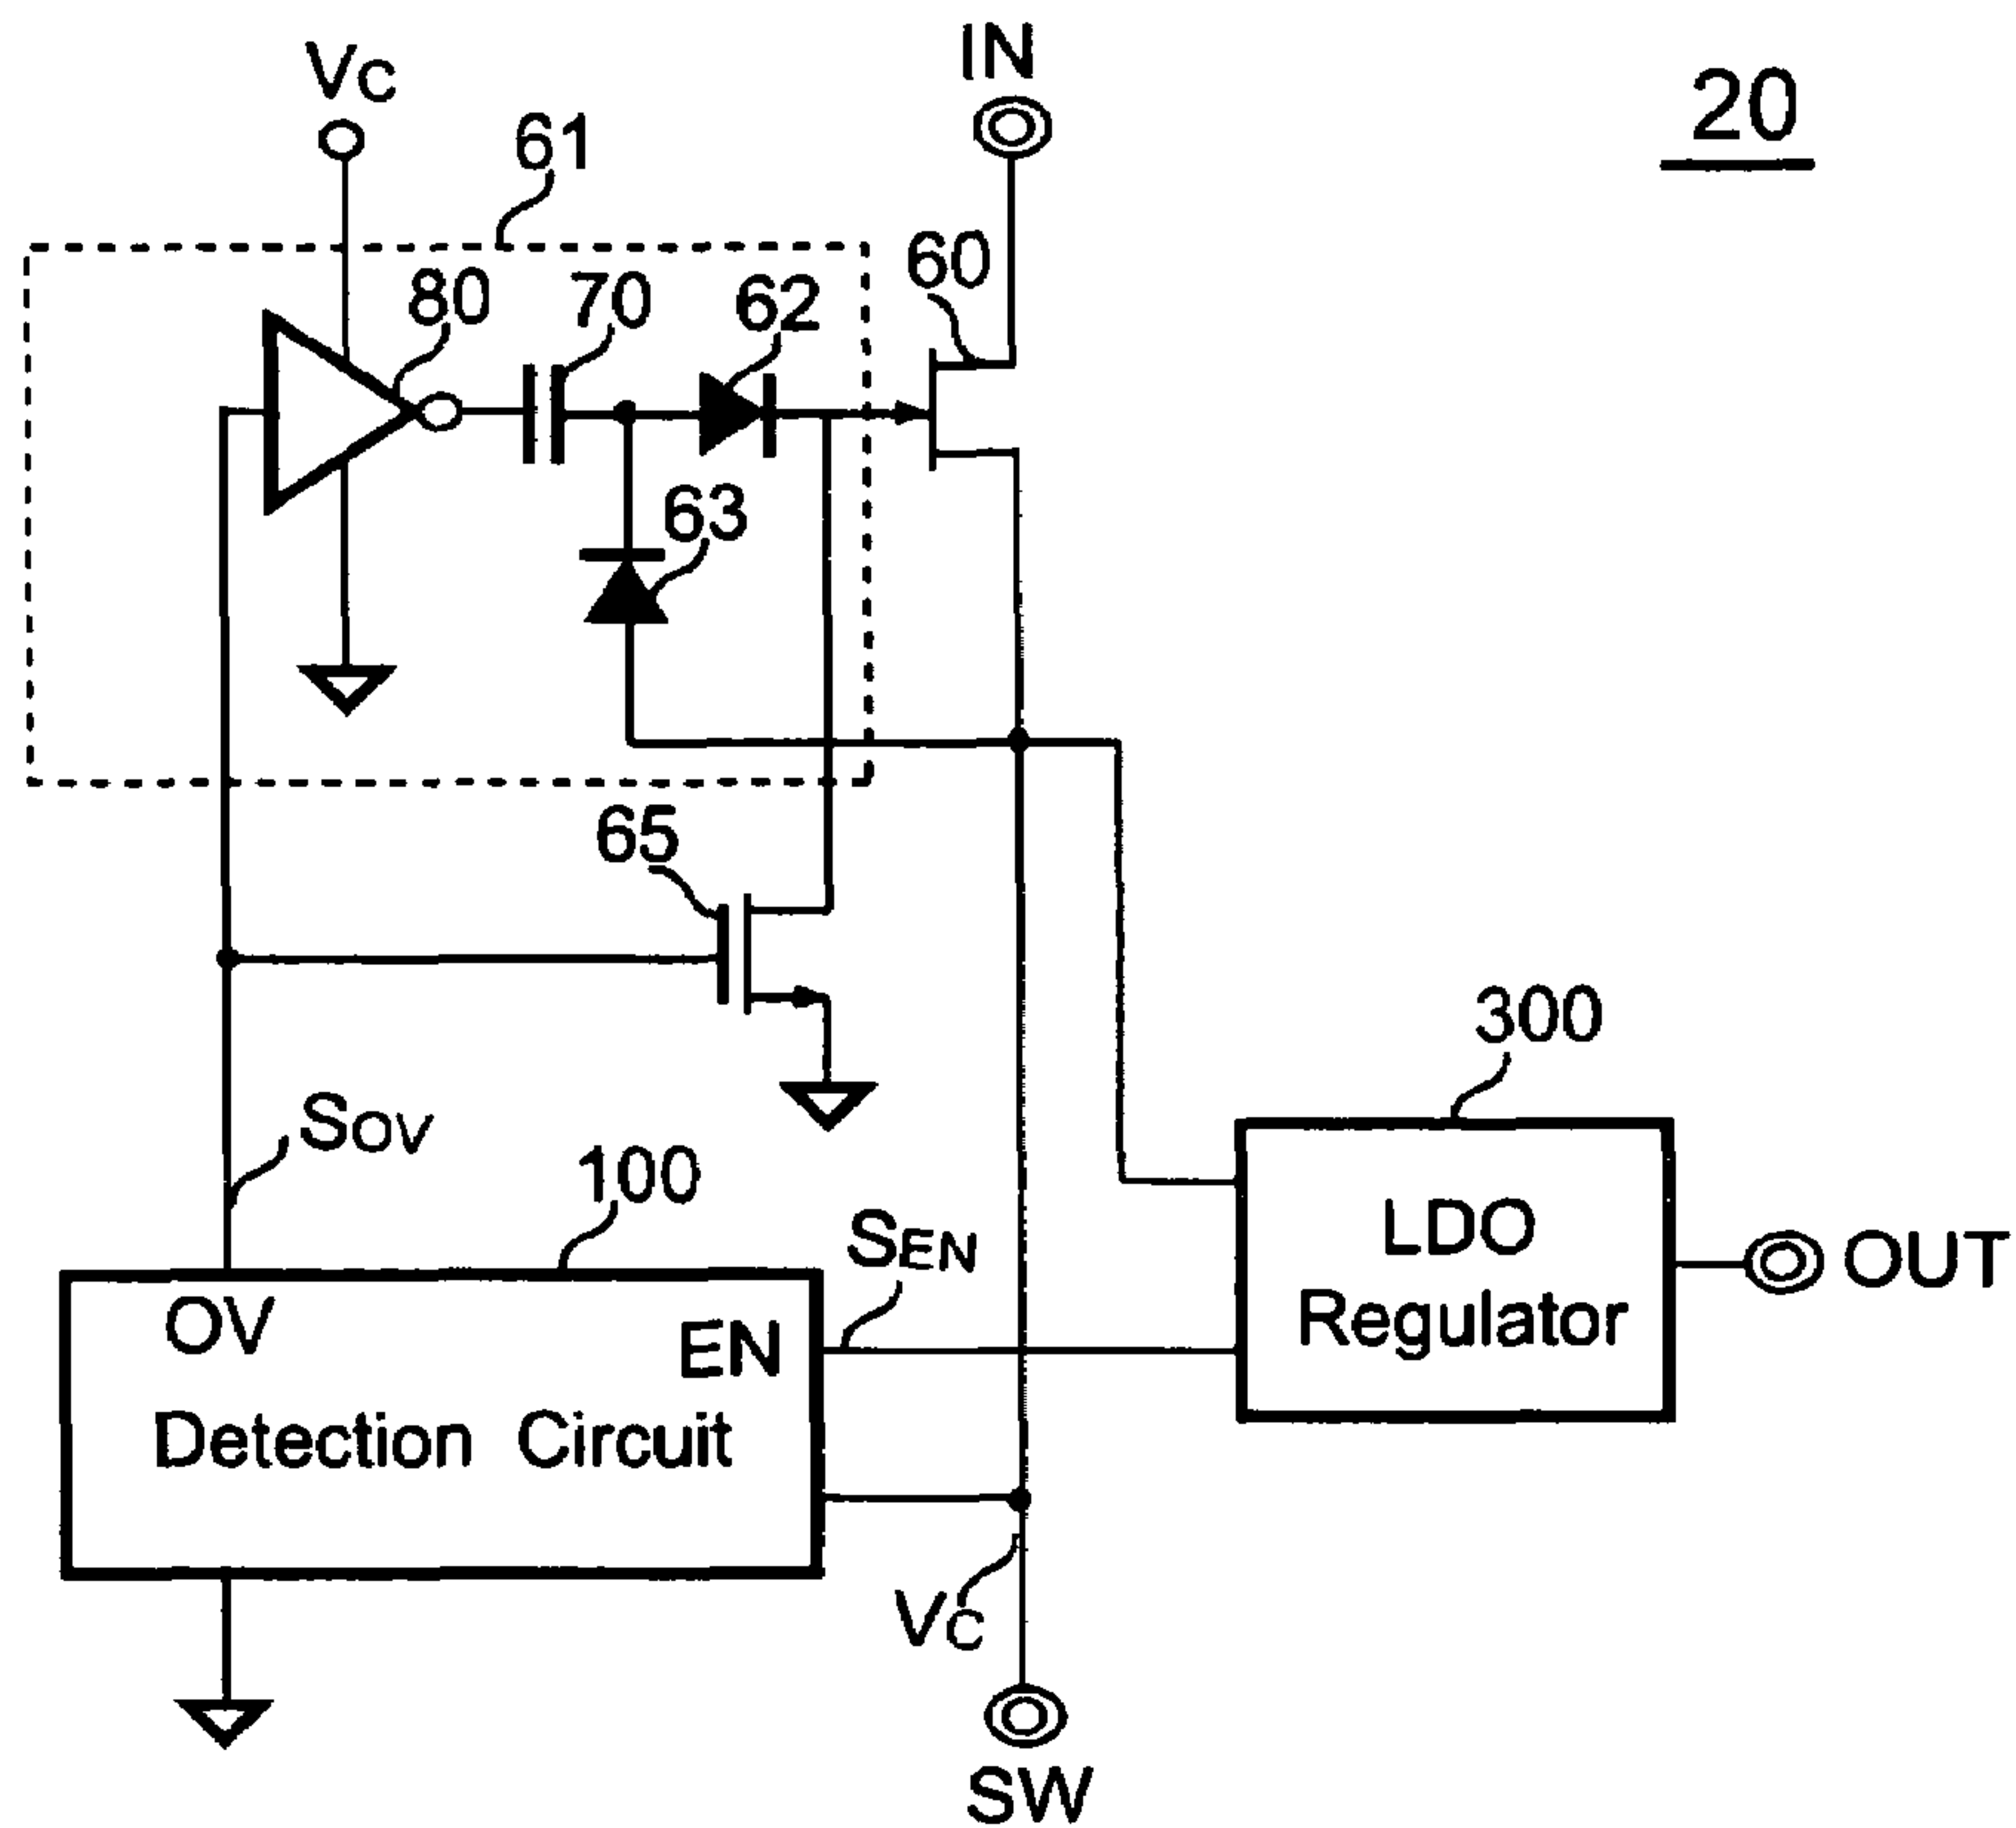 IN
20
VC
61
60
80
70
62
63
65
300
SOV
100
SEN
LDO
Regulator
OUT
OV
EN
Detection Circuit
VC
SW